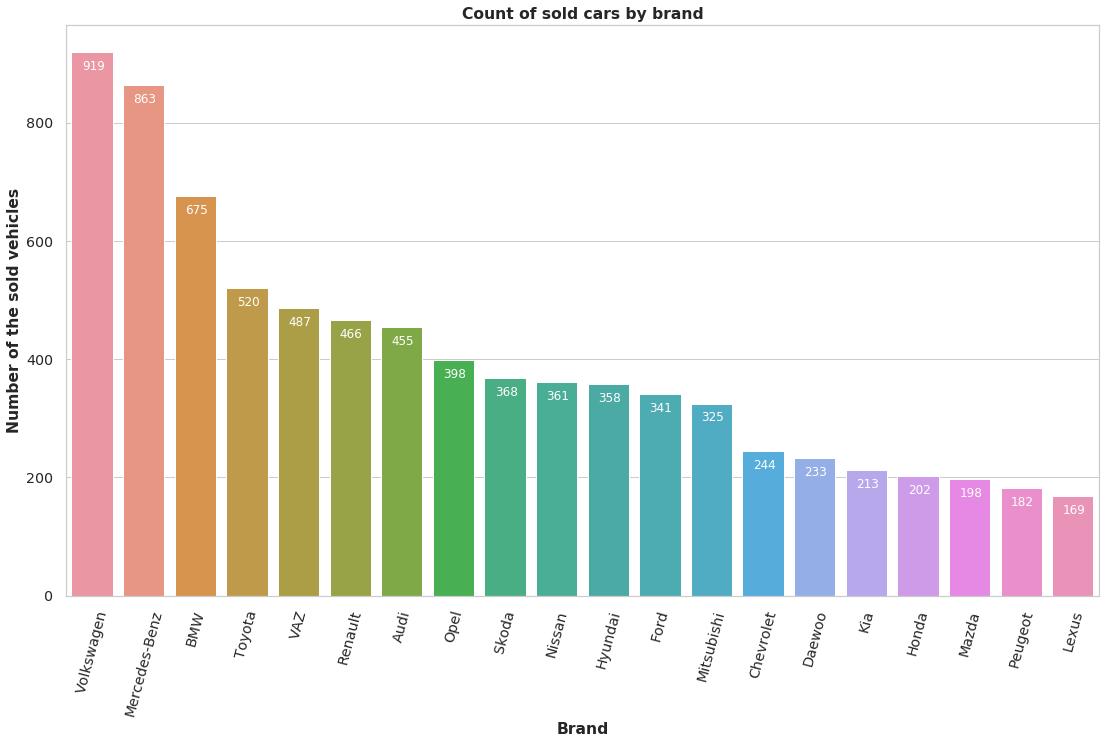 Count of sold cars by brand
Number of the sold vehicles
800
600
400
200
0
919
863
675
520
487
466
455
398
368
361
358
341
325
244
233
213
202
198
182
169
Volkswagen
Mercedes-Benz
BMW
Toyota
VAZ
Renault
Audi
Opel
Skoda
Nissan
Hyundai
Ford
Mitsubishi
Chevrolet
Daewoo
Kia
Honda
Mazda
Peugeot
Lexus
Brand